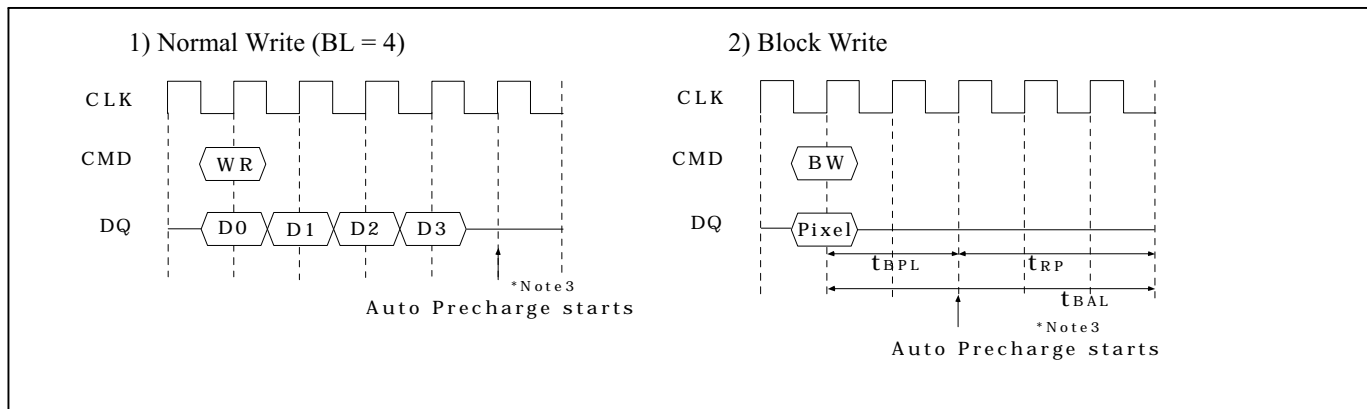 1) Normal Write (BL = 4)
CLK
CMD
WR
DQ
D0 D1 D2 D3
*Note3
Auto Precharge starts
2) Block Write
CLK
CMD
BW
DQ
Pixel
tBPL tRP
tBAL
*Note3
Auto Precharge starts